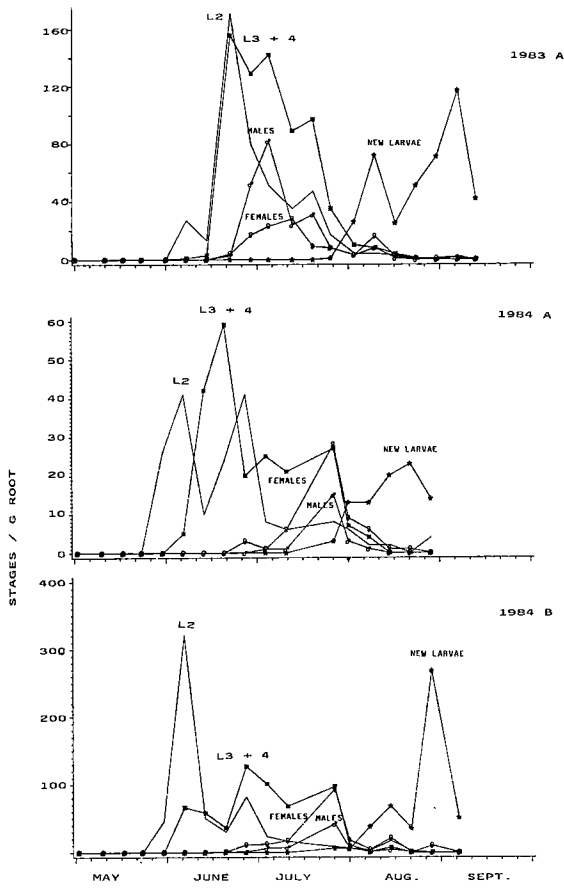 L2
L3 + 4
1983 A
160
120
80
40
0
MALES
FEMALES
NEW LARVAE
L3 + 4
1984 A
60
50
40
30
20
10
0
L2
FEMALES
MALES
NEW LARVAE
STAGES / G ROOT
400
300
200
100
1984 B
L2
L3 + 4
FEMALES
MALES
NEW LARVAE
MAY JUNE JULY AUG. SEPT.